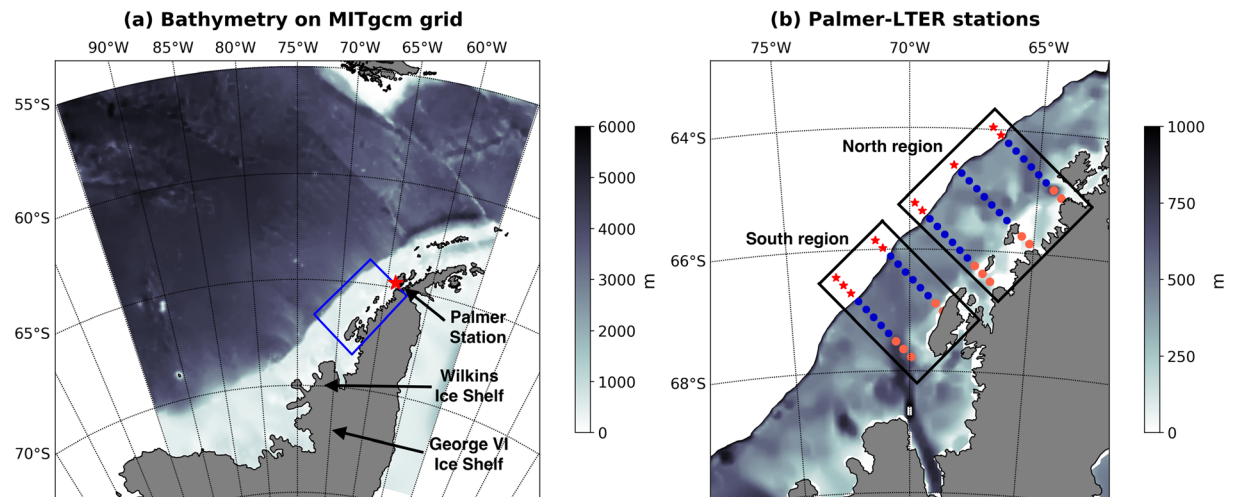 (a) Bathymetry on MITgcm grid
90°W 85°W 80°W 75°W 70°W 65°W 60°W
55°S
60°S
65°S
70°S
Palmer
Station
Wilkins
Ice Shelf
George VI
Ice Shelf
6000
5000
4000
3000
2000
1000
0
m
(b) Palmer-LTER stations
75°W 70°W 65°W
64°S
66°S
68°S
North region
South region
1000
750
500
250
0
m